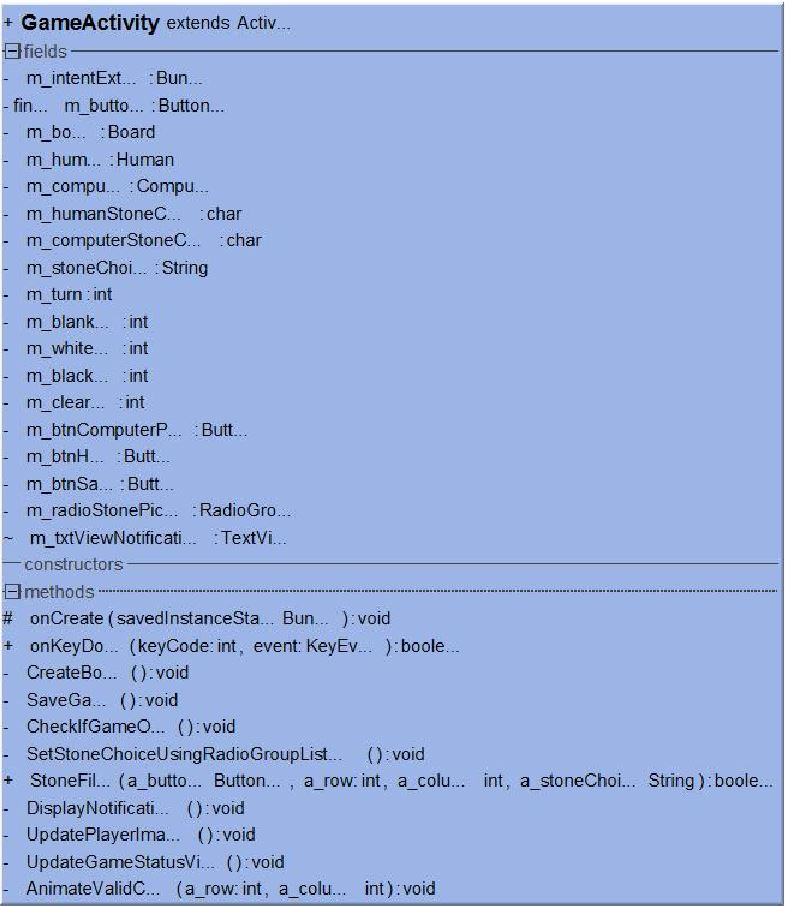 + GameActivity extends Activ...
fields
- m_intentExt... : Bun...
- fin... m_butto... : Button...
- m_bo... : Board
- m_hum... : Human
- m_compu... : Compu...
- m_humanStoneC... : char
- m_computerStoneC... : char
- m_stoneChoi... : String
- m_turn : int
- m_blank... : int
- m_white... : int
- m_black... : int
- m_clear... : int
- m_btnComputerP... : Butt...
- m_btnH... : Butt...
- m_btnSa... : Butt...
- m_radioStonePic... : RadioGro...
~ m_txtViewNotificati... : TextVi...
constructors
methods
# onCreate (savedInstanceSta... Bun... ): void
+ onKeyDo... (keyCode: int, event: KeyEv... ): boole...
- CreateBo... (): void
- SaveGa... (): void
- CheckIfGameO... (): void
- SetStoneChoiceUsingRadioGroupList... (): void
+ StoneFil... (a_butto... Button... , a_row: int, a_colu... int, a_stoneChoi... String): boole...
- DisplayNotificati... (): void
- UpdatePlayerIma... (): void
- UpdateGameStatusVi... (): void
- AnimateValidC... (a_row: int, a_colu... int): void